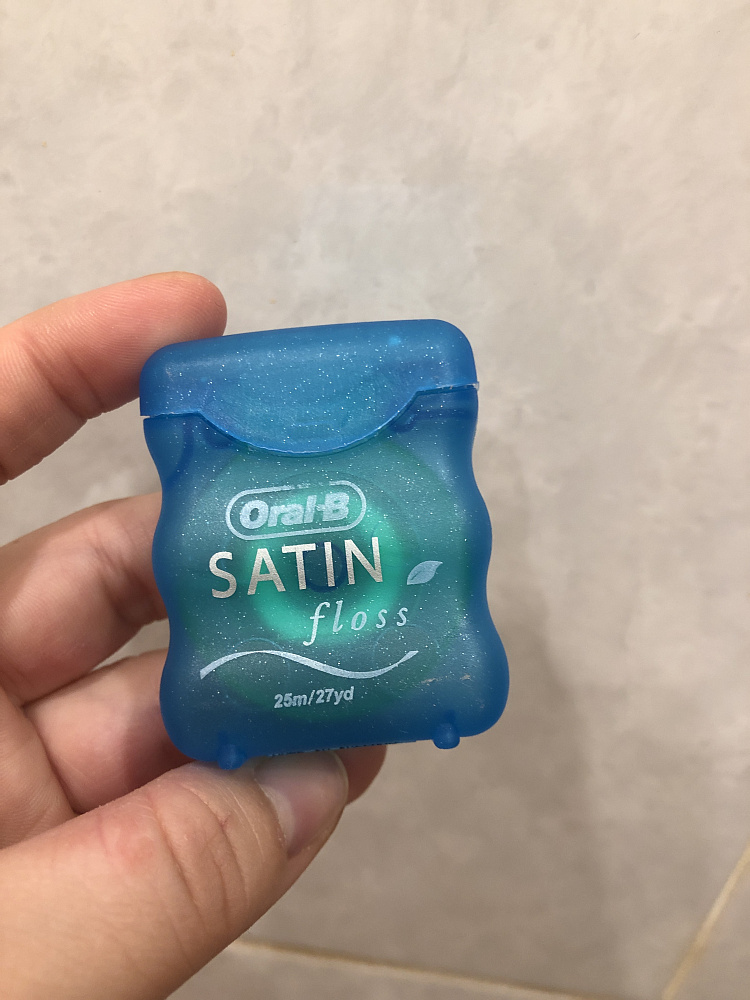 Oral-B
SATIN
floss
25m/27yd